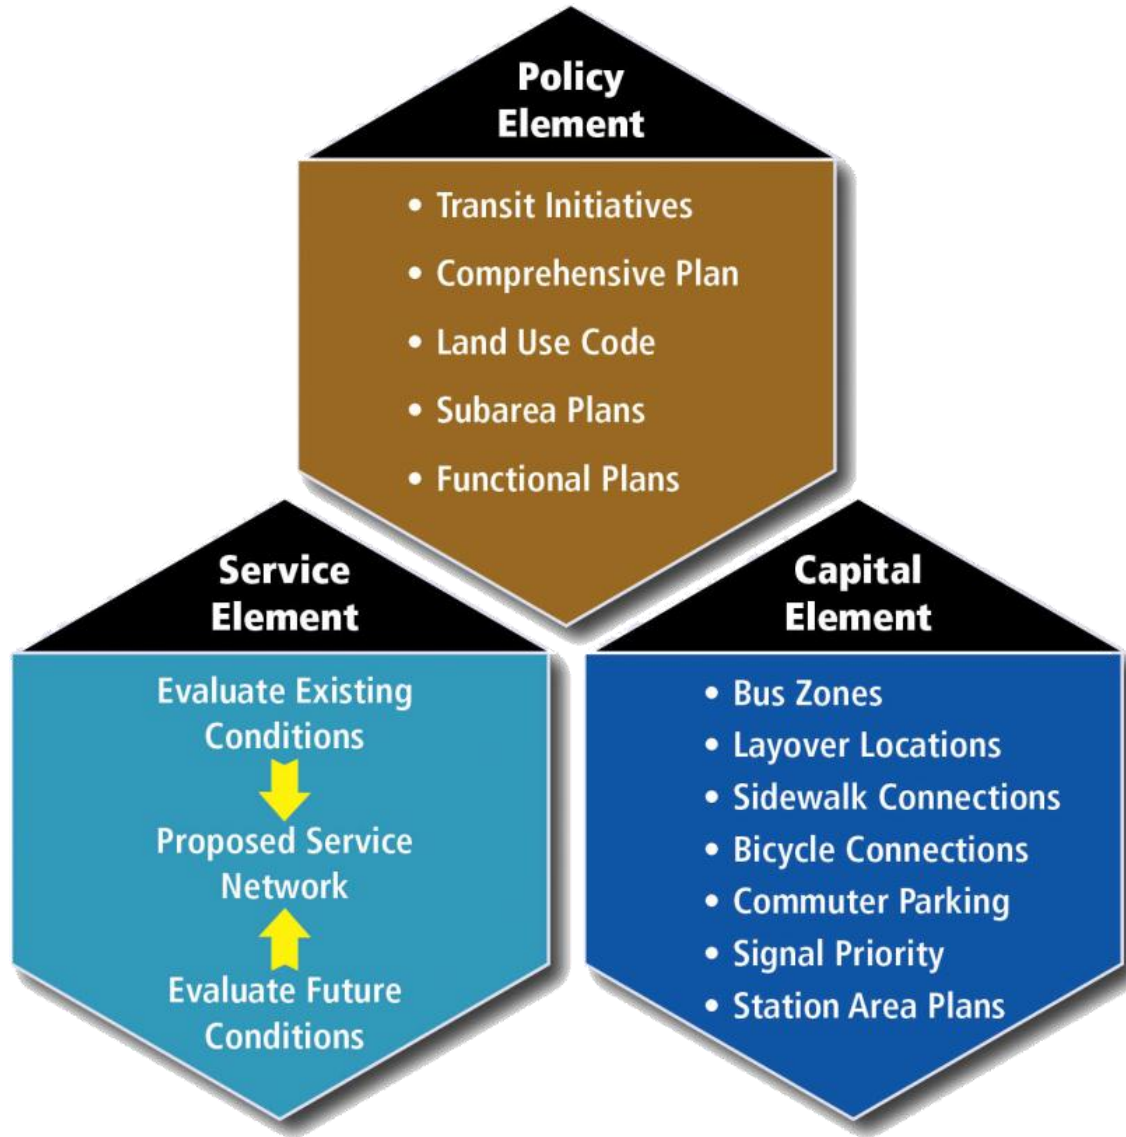 Policy
Element
• Transit Initiatives
• Comprehensive Plan
• Land Use Code
• Subarea Plans
• Functional Plans
Service
Element
Evaluate Existing
Conditions
Proposed Service
Network
Evaluate Future
Conditions
Capital
Element
• Bus Zones
• Layover Locations
• Sidewalk Connections
• Bicycle Connections
• Commuter Parking
• Signal Priority
• Station Area Plans